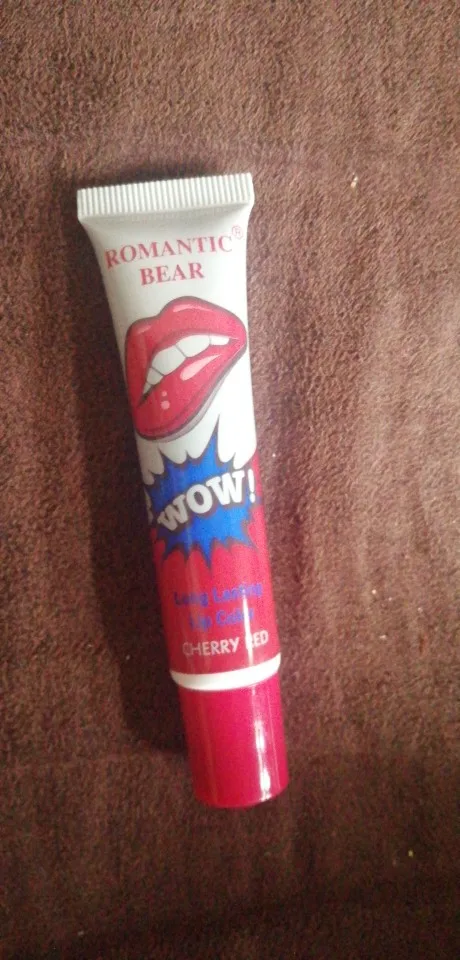 ROMANTIC®
BEAR
WOW!
Long Lasting
Lip Color
CHERRY RED